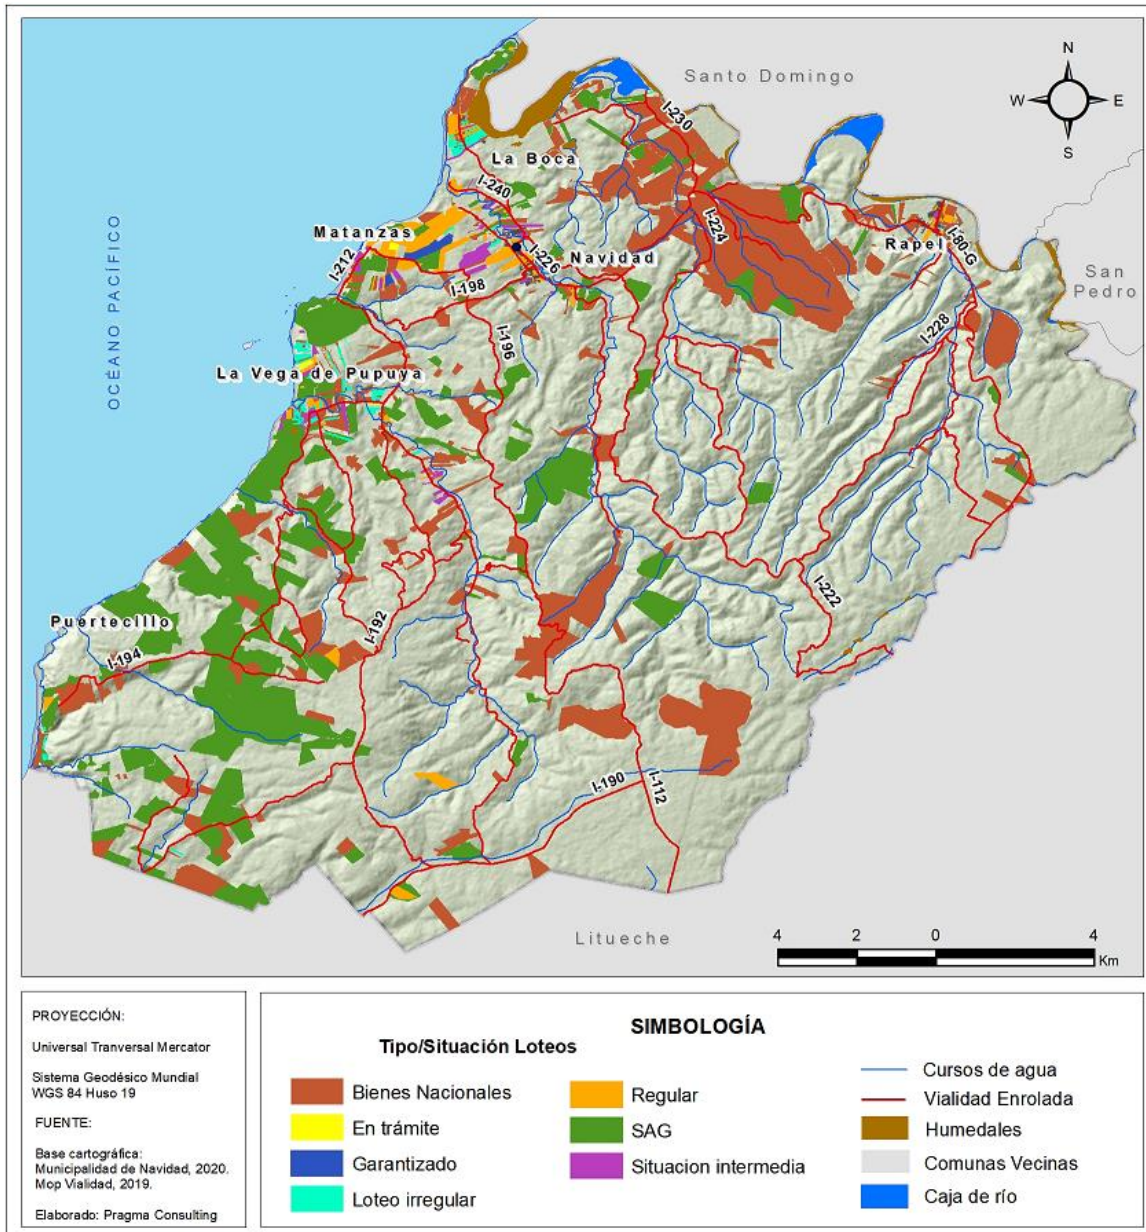 N
W E
S
Santo Domingo
I-230
La Boca
I-240
OCÉANO PACÍFICO
Matanzas
I-212
I-226
Navidad
I-224
Rapel
I-80-G
San
Pedro
I-198
I-196
I-228
La Vega de Pupuya
I-222
Puertecillo
I-192
I-194
I-190
I-112
Litueche
4 2 0 4
Km
PROYECCIÓN:
Universal Tranversal Mercator
Sistema Geodésico Mundial
WGS 84 Huso 19
FUENTE:
Base cartográfica:
Municipalidad de Navidad, 2020.
Mop Vialidad, 2019.
Elaborado: Pragma Consulting
SIMBOLOGÍA
Tipo/Situación Loteos
Bienes Nacionales
En trámite
Garantizado
Loteo irregular
Regular
SAG
Situacion intermedia
Cursos de agua
Vialidad Enrolada
Humedales
Comunas Vecinas
Caja de río